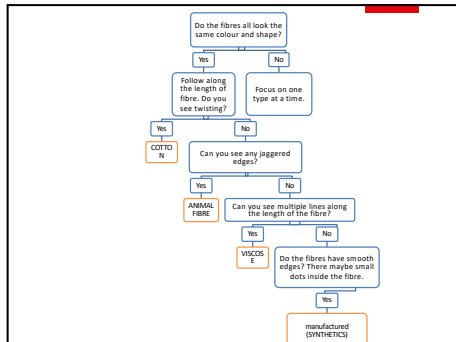 Do the fibres all look the
same colour and shape?
Yes
No
Follow along
the length of
fibre. Do you
see twisting?
Focus on one
type at a time.
Yes
No
COTTO
N
Can you see any jaggered
edges?
Yes
No
ANIMAL
FIBRE
Can you see multiple lines along
the length of the fibre?
Yes
No
VISCOS
E
Do the fibres have smooth
edges? There maybe small
dots inside the fibre.
Yes
manufactured
(SYNTHETICS)